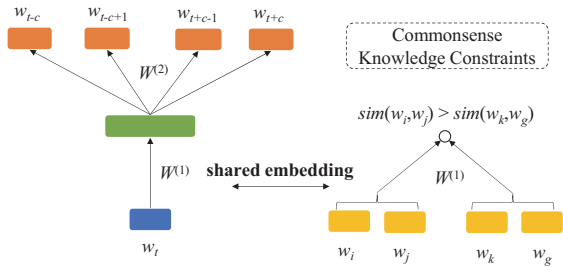 w_{t-c} w_{t-c+1} w_{t+c-1} w_{t+c}
W^{(2)}
W^{(1)}
w_t
shared embedding
Commonsense
Knowledge Constraints
sim(w_i,w_j) > sim(w_k,w_g)
W^{(1)}
w_i w_j w_k w_g